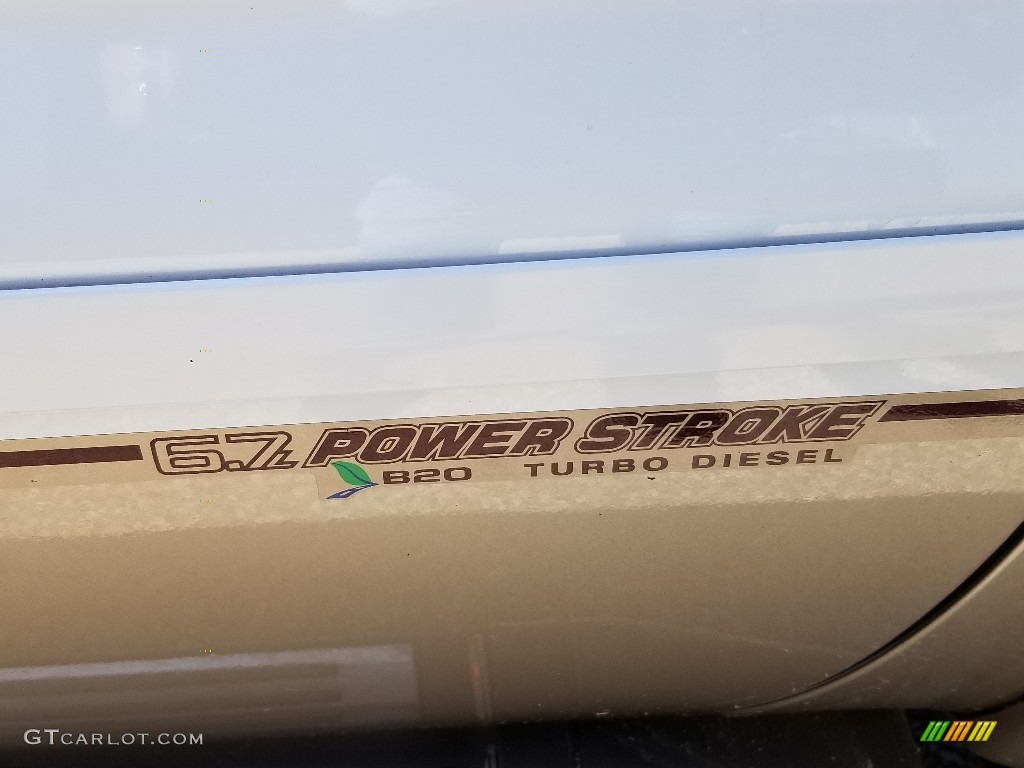 6.7L POWER STROKE
B20 TURBO DIESEL
GTCARLOT.COM